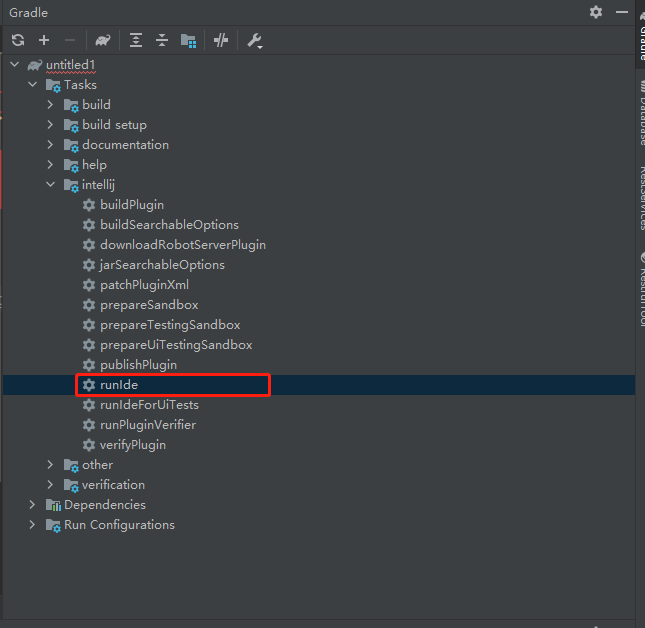 Gradle
untitled1
Tasks
build
build setup
documentation
help
intellij
buildPlugin
buildSearchableOptions
downloadRobotServerPlugin
jarSearchableOptions
patchPluginXml
prepareSandbox
prepareTestingSandbox
prepareUiTestingSandbox
publishPlugin
runIde
runIdeForUiTests
runPluginVerifier
verifyPlugin
other
verification
Dependencies
Run Configurations
Gradle
Database
RestServices